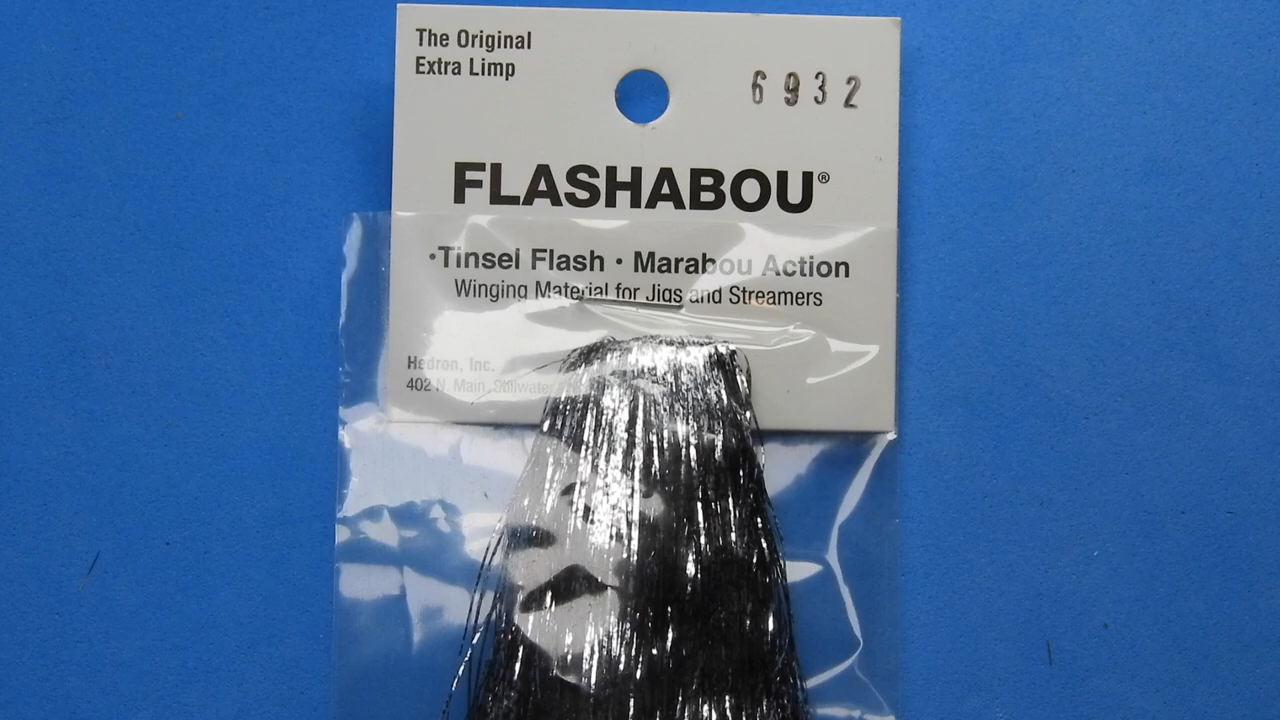 The Original
Extra Limp
6932
FLASHABOU®
•Tinsel Flash • Marabou Action
Winging Material for Jigs and Streamers
Hedron, Inc.
402 N. Main, Stillwater